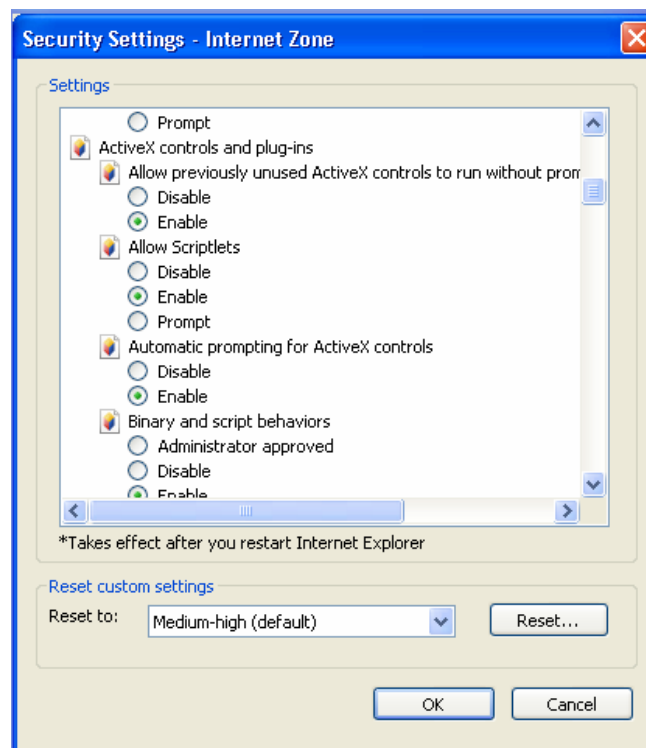 Security Settings - Internet Zone
Settings
Prompt
ActiveX controls and plug-ins
Allow previously unused ActiveX controls to run without prom
Disable
Enable
Allow Scriptlets
Disable
Enable
Prompt
Automatic prompting for ActiveX controls
Disable
Enable
Binary and script behaviors
Administrator approved
Disable
Enable
*Takes effect after you restart Internet Explorer
Reset custom settings
Reset to: Medium-high (default) Reset...
OK Cancel